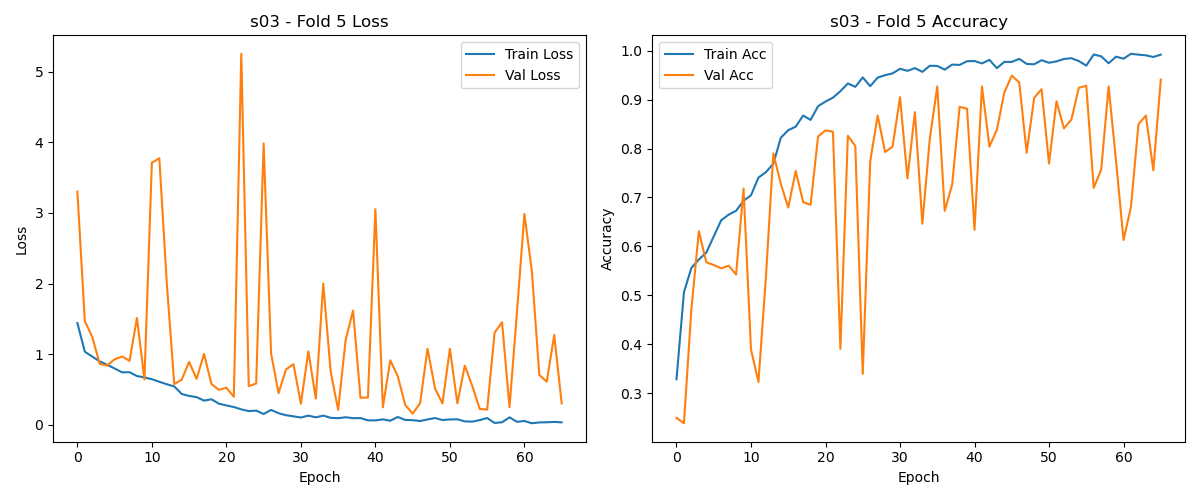 s03 - Fold 5 Loss
Train Loss
Val Loss
Loss
5
4
3
2
1
0
0 10 20 30 40 50 60
Epoch
s03 - Fold 5 Accuracy
Train Acc
Val Acc
Accuracy
1.0
0.9
0.8
0.7
0.6
0.5
0.4
0.3
0 10 20 30 40 50 60
Epoch